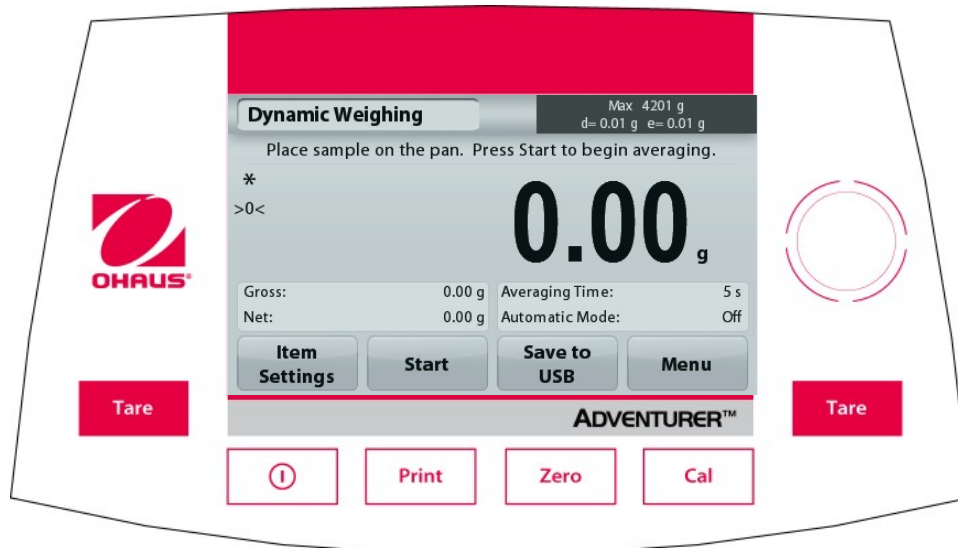 Dynamic Weighing
Max 4201 g
d= 0.01 g e= 0.01 g
Place sample on the pan. Press Start to begin averaging.
*
>0<
0.00 g
OHAUS®
Gross: 0.00 g Averaging Time: 5 s
Net: 0.00 g Automatic Mode: Off
Item Settings
Start
Save to USB
Menu
Tare
ADVENTURER™
Tare
Print
Zero
Cal